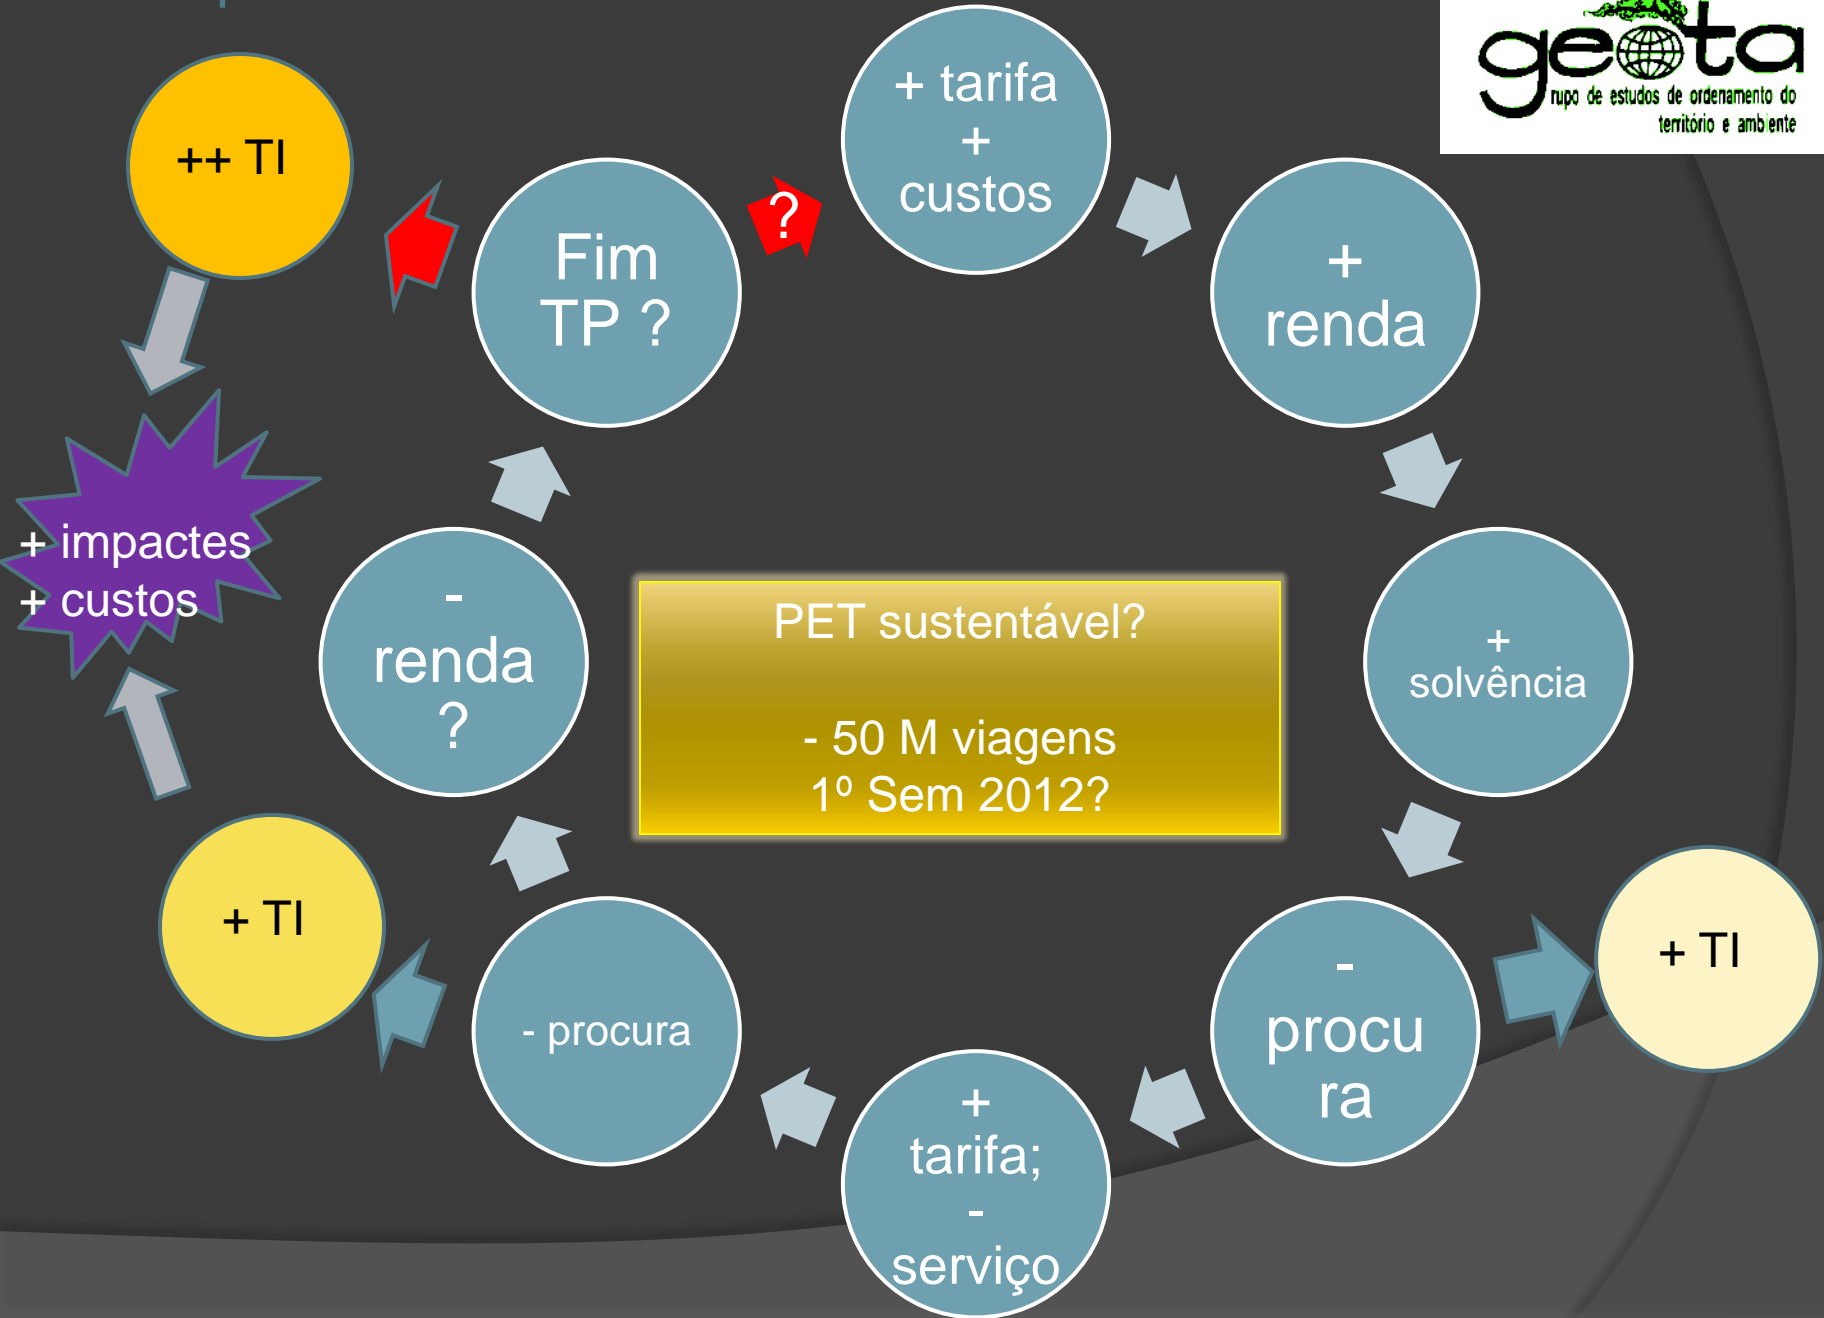 geota
rupo de estudos de ordenamento do
território e ambiente
+ tarifa
+
custos
+
renda
+
solvência
-
procu
ra
+ TI
+
tarifa;
-
serviço
- procura
+ TI
-
renda
?
Fim
TP ?
?
++ TI
+ impactes
+ custos
PET sustentável?
- 50 M viagens
1º Sem 2012?